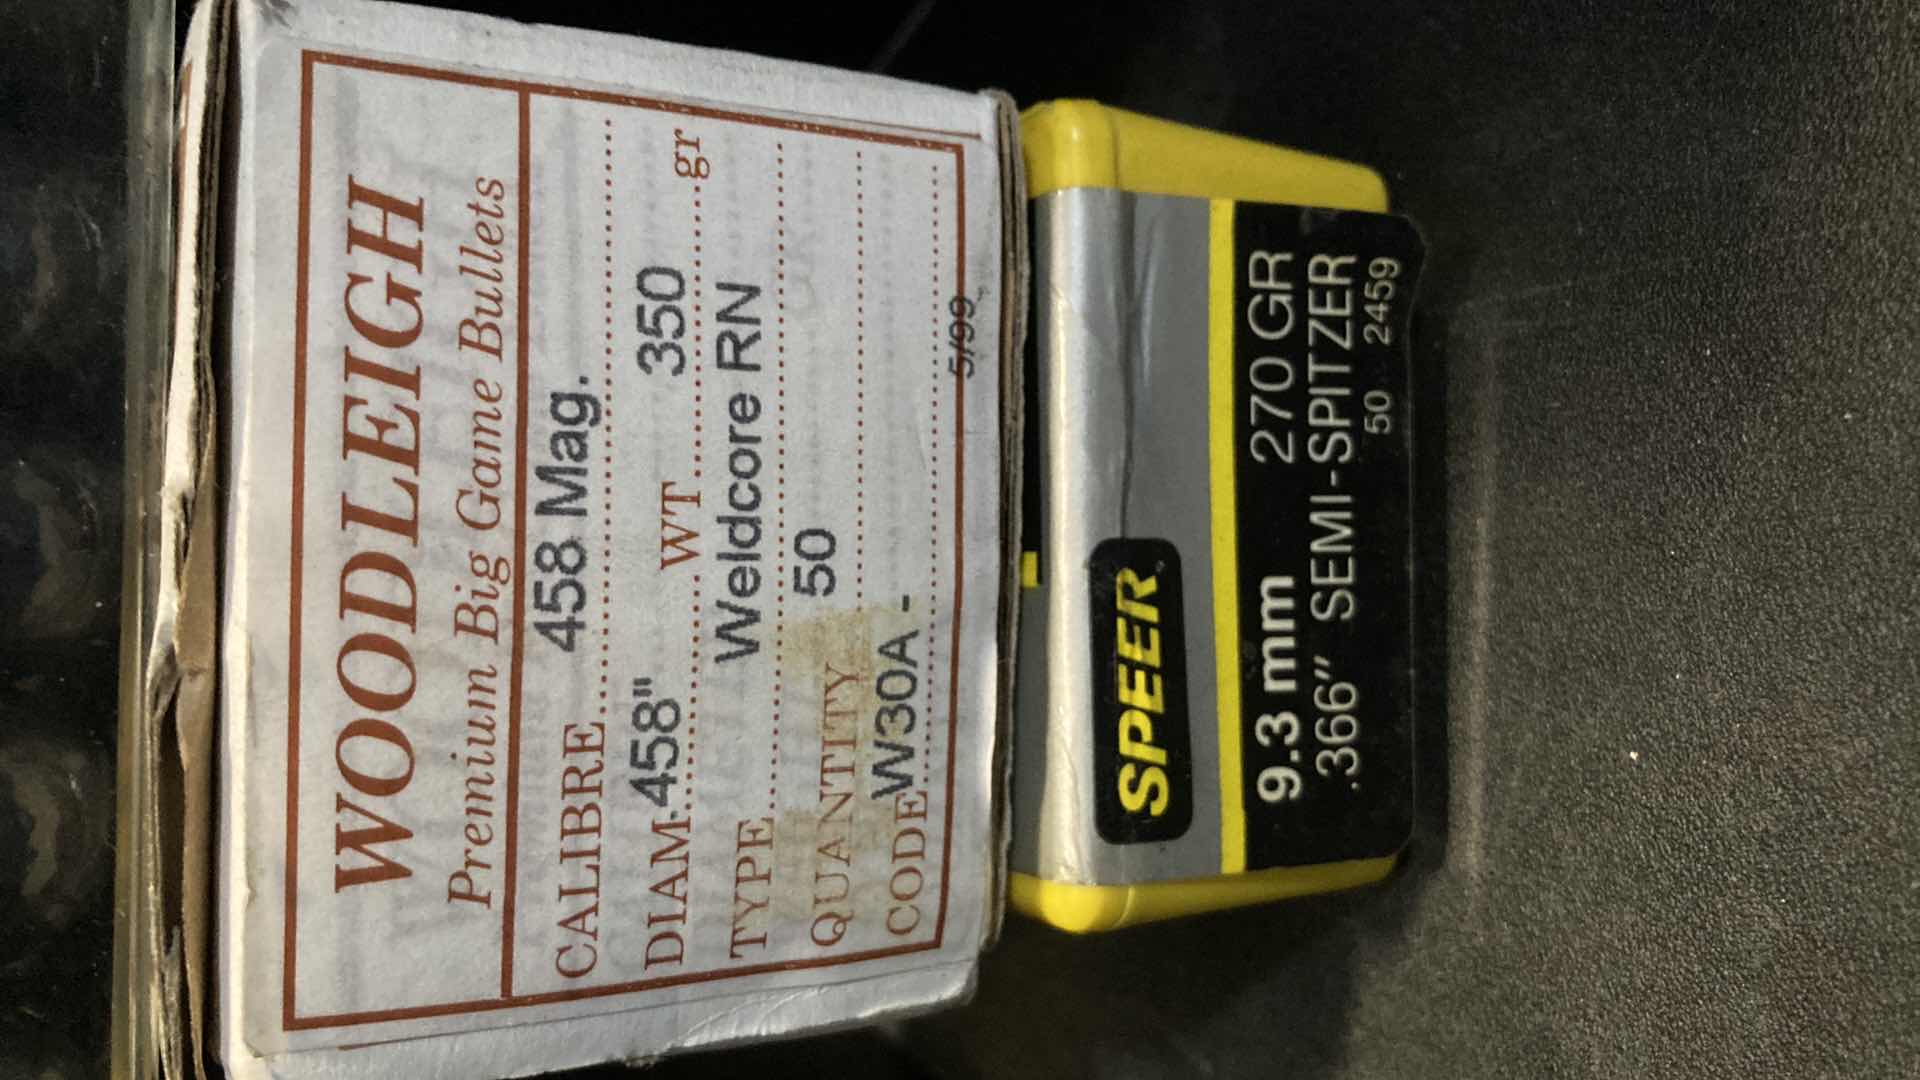 WOODLEIGH
Premium Big Game Bullets
CALIBRE 458 Mag.
DIAM .458" WT 350 gr
TYPE Weldcore RN
QUANTITY 50
CODE W30A -
5/99
SPEER
9.3 mm 270 GR
.366" SEMI-SPITZER
50 2459